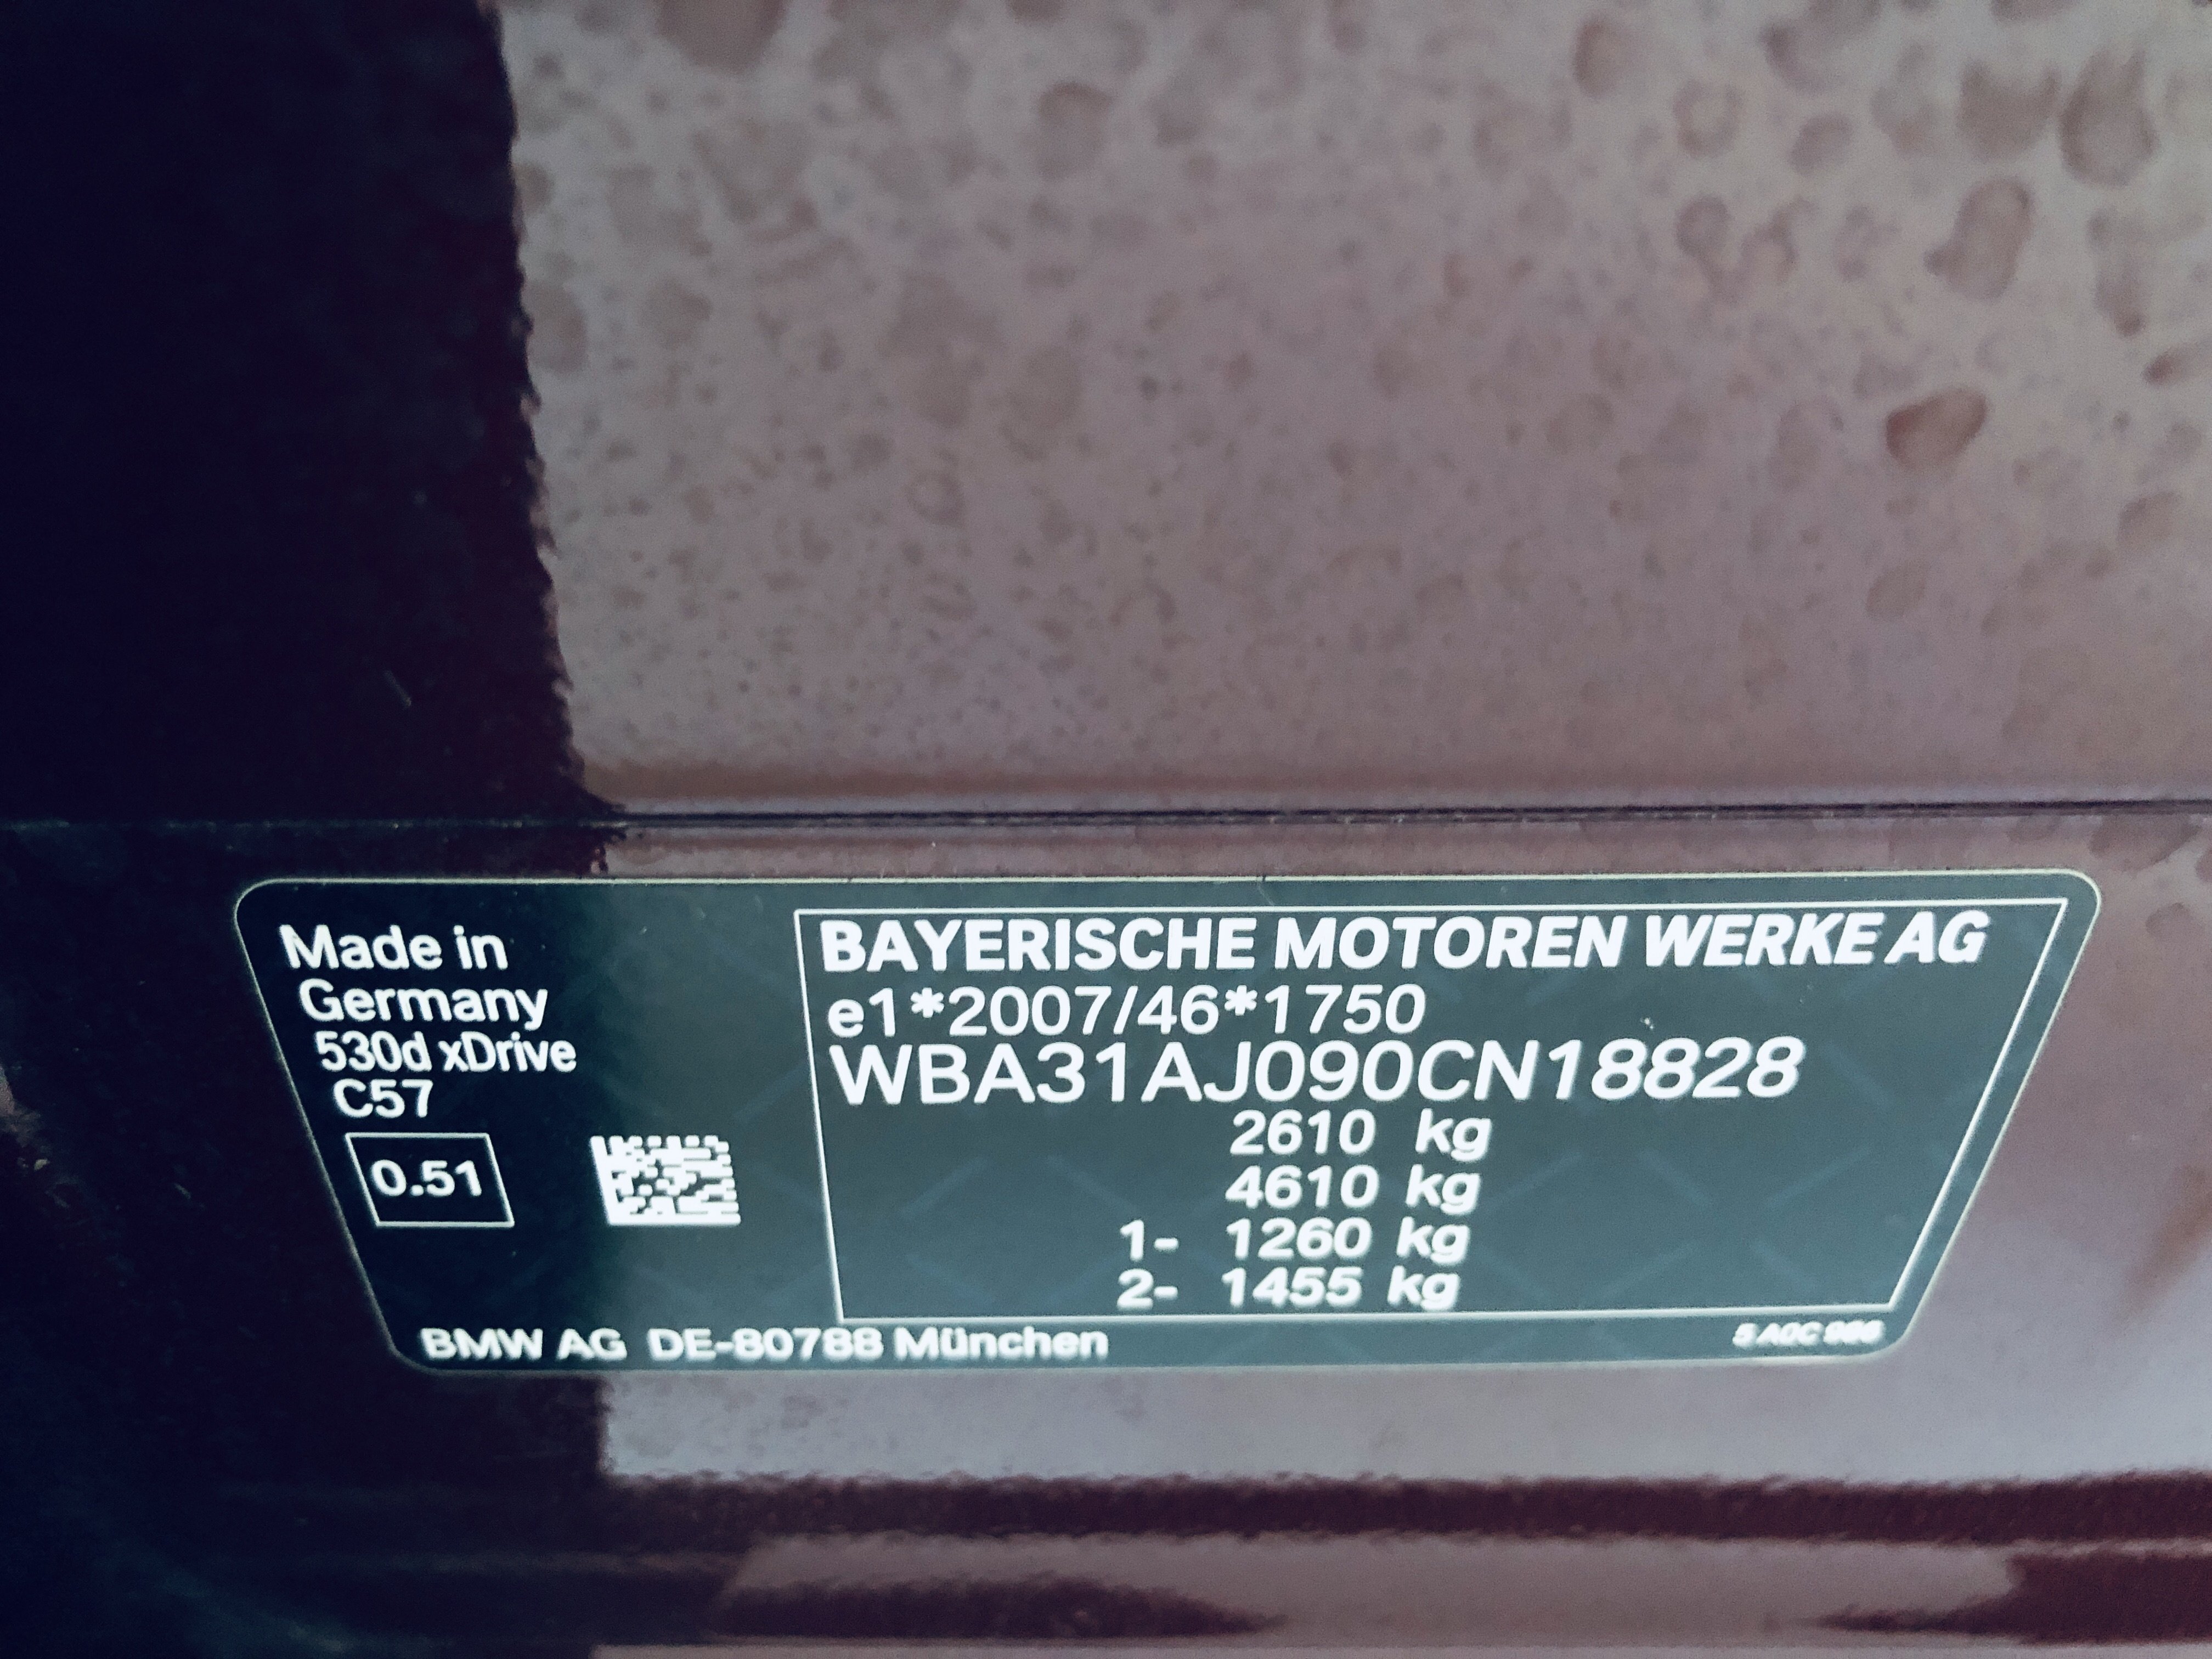 Made in
Germany
530d xDrive
C57
0.51
BAYERISCHE MOTOREN WERKE AG
e1*2007/46*1750
WBA31AJ090CN18828
2610 kg
4610 kg
1- 1260 kg
2- 1455 kg
BMW AG DE-80788 München